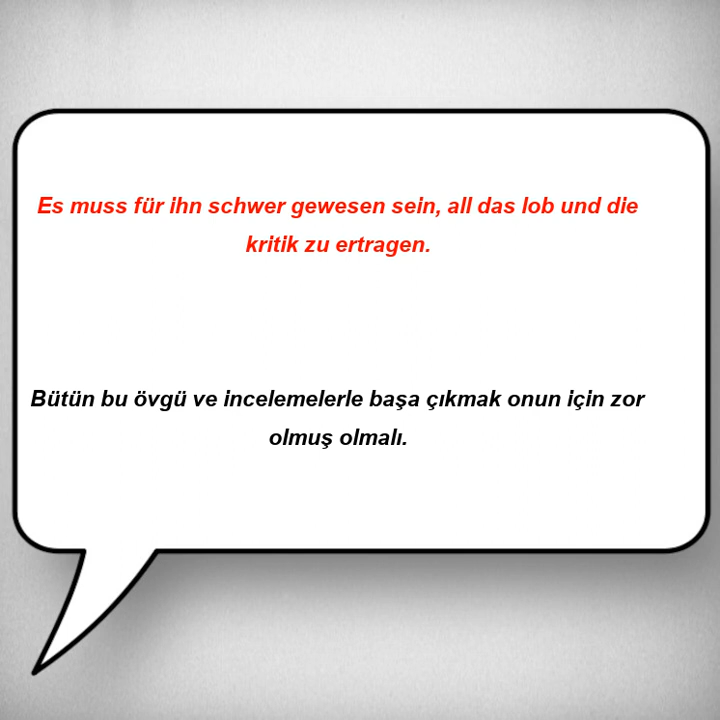 Es muss für ihn schwer gewesen sein, all das lob und die
kritik zu ertragen.
Bütün bu övgü ve incelemelerle başa çıkmak onun için zor
olmuş olmalı.